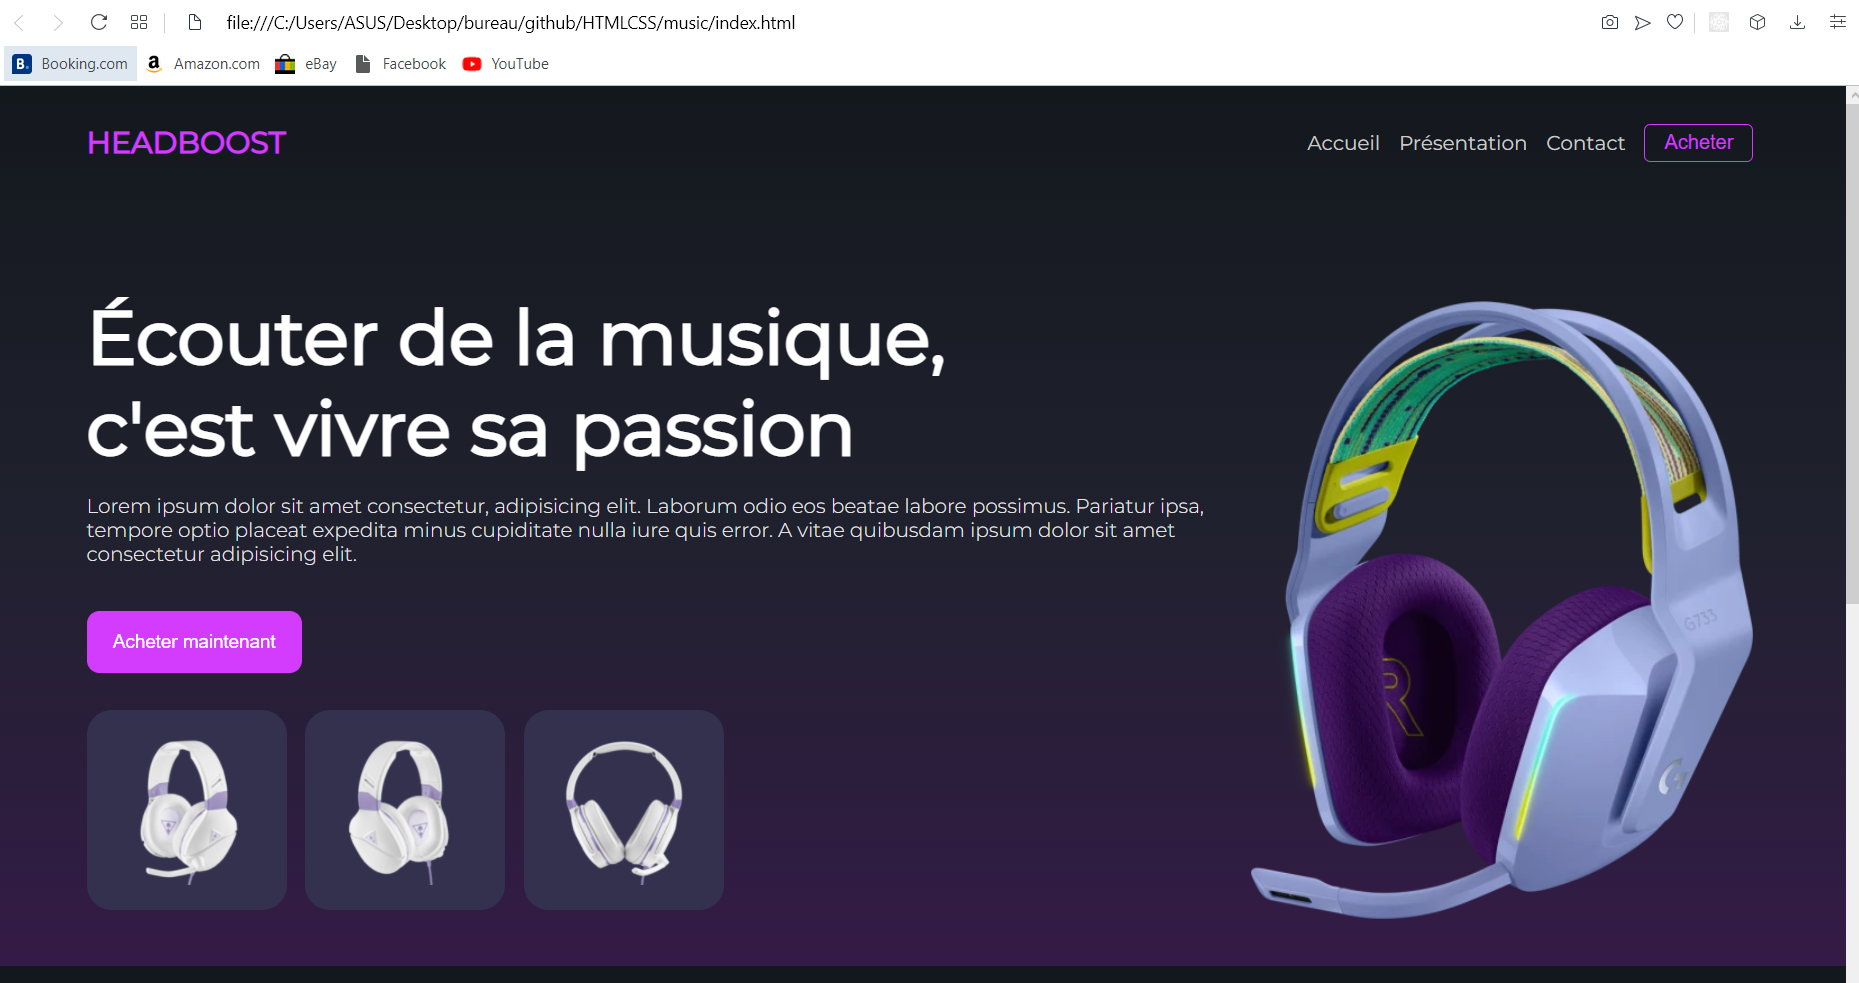 file:///C:/Users/ASUS/Desktop/bureau/github/HTMLCSS/music/index.html
B. Booking.com a Amazon.com eBay Facebook YouTube
HEADBOOST
Accueil Présentation Contact Acheter
Écouter de la musique,
c'est vivre sa passion
Lorem ipsum dolor sit amet consectetur, adipisicing elit. Laborum odio eos beatae labore possimus. Pariatur ipsa,
tempore optio placeat expedita minus cupiditate nulla iure quis error. A vitae quibusdam ipsum dolor sit amet
consectetur adipisicing elit.
Acheter maintenant
G733
R
G